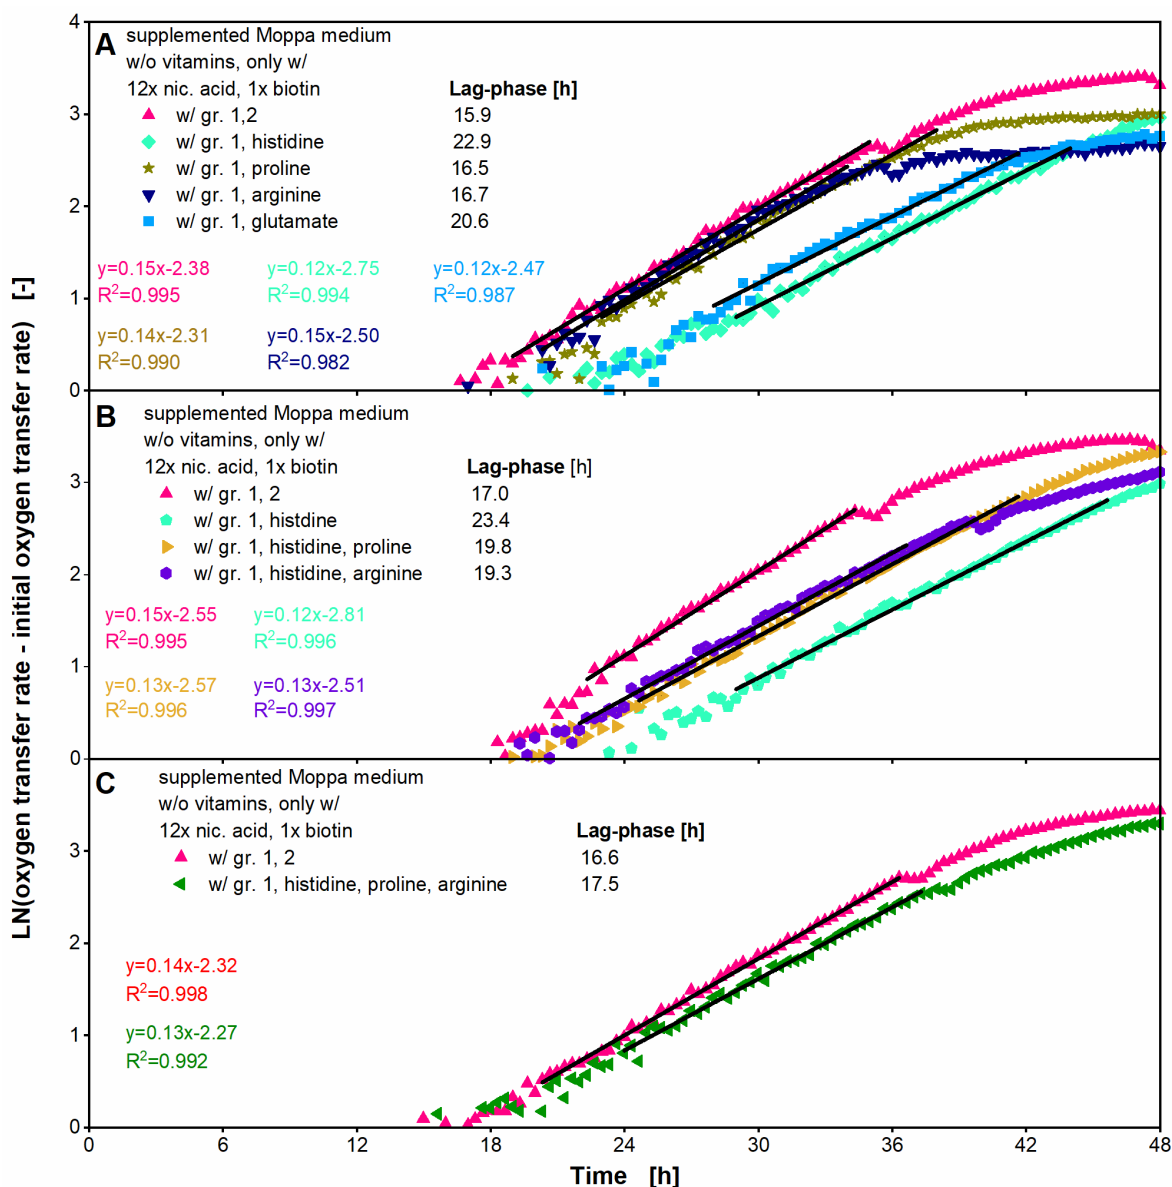 LN(oxygen transfer rate - initial oxygen transfer rate) [-]
4
3
2
1
0
A
supplemented Moppa medium
w/o vitamins, only w/
12x nic. acid, 1x biotin Lag-phase [h]
w/ gr. 1,2 15.9
w/ gr. 1, histidine 22.9
w/ gr. 1, proline 16.5
w/ gr. 1, arginine 16.7
w/ gr. 1, glutamate 20.6
y=0.15x-2.38 y=0.12x-2.75 y=0.12x-2.47
R²=0.995 R²=0.994 R²=0.987
y=0.14x-2.31 y=0.15x-2.50
R²=0.990 R²=0.982
3
2
1
0
B
supplemented Moppa medium
w/o vitamins, only w/
12x nic. acid, 1x biotin Lag-phase [h]
w/ gr. 1, 2 17.0
w/ gr. 1, histdine 23.4
w/ gr. 1, histidine, proline 19.8
w/ gr. 1, histidine, arginine 19.3
y=0.15x-2.55 y=0.12x-2.81
R²=0.995 R²=0.996
y=0.13x-2.57 y=0.13x-2.51
R²=0.996 R²=0.997
3
2
1
0
C
supplemented Moppa medium
w/o vitamins, only w/
12x nic. acid, 1x biotin Lag-phase [h]
w/ gr. 1, 2 16.6
w/ gr. 1, histidine, proline, arginine 17.5
y=0.14x-2.32
R²=0.998
y=0.13x-2.27
R²=0.992
0 6 12 18 24 30 36 42 48
Time [h]